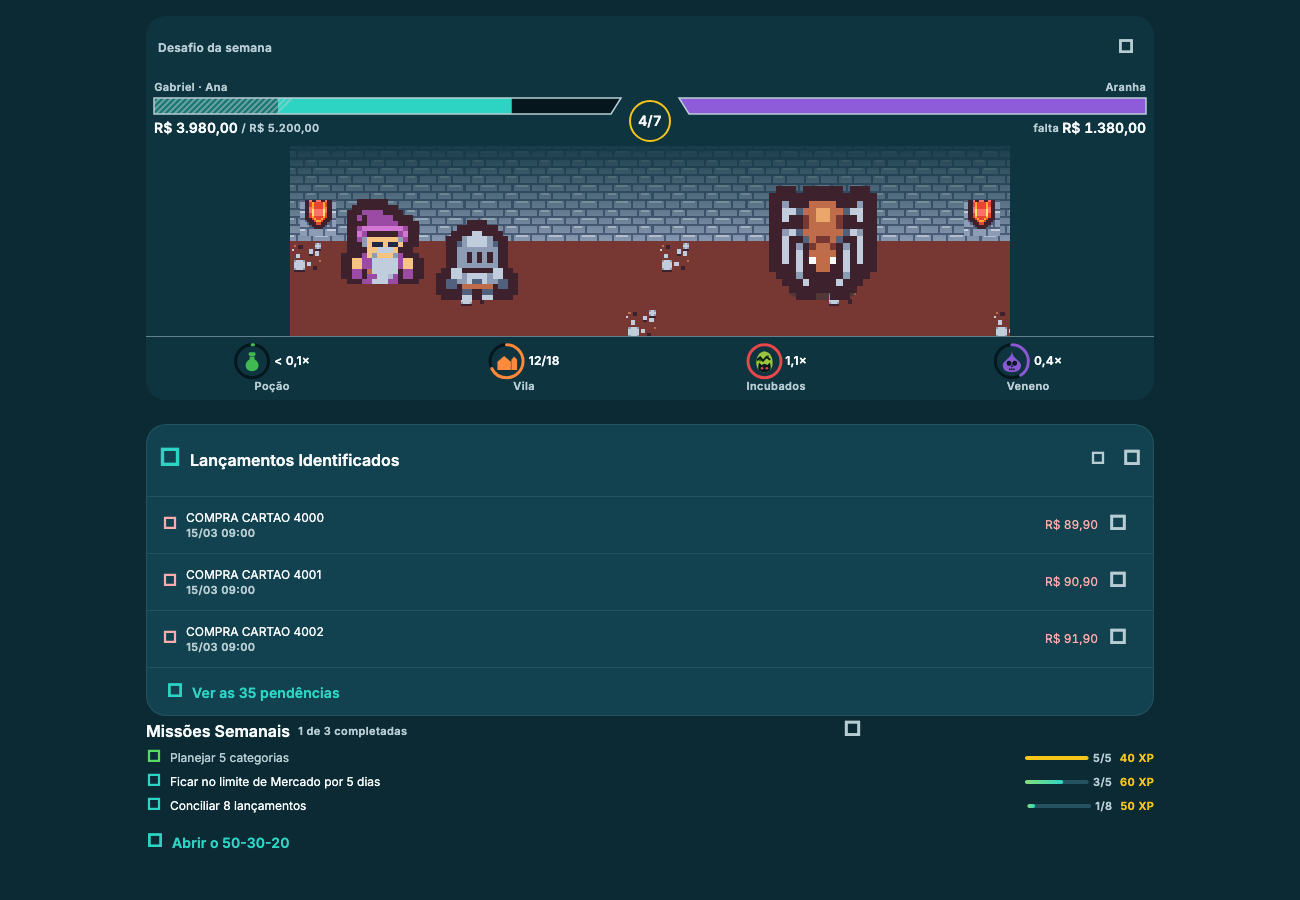 Desafio da semana
Gabriel · Ana
Aranha
4/7
R$ 3.980,00 / R$ 5.200,00
falta R$ 1.380,00
< 0,1×
12/18
1,1×
0,4×
Poção
Vila
Incubados
Veneno
Lançamentos Identificados
COMPRA CARTAO 4000
15/03 09:00
R$ 89,90
COMPRA CARTAO 4001
15/03 09:00
R$ 90,90
COMPRA CARTAO 4002
15/03 09:00
R$ 91,90
Ver as 35 pendências
Missões Semanais 1 de 3 completadas
Planejar 5 categorias 5/5 40 XP
Ficar no limite de Mercado por 5 dias 3/5 60 XP
Conciliar 8 lançamentos 1/8 50 XP
Abrir o 50-30-20